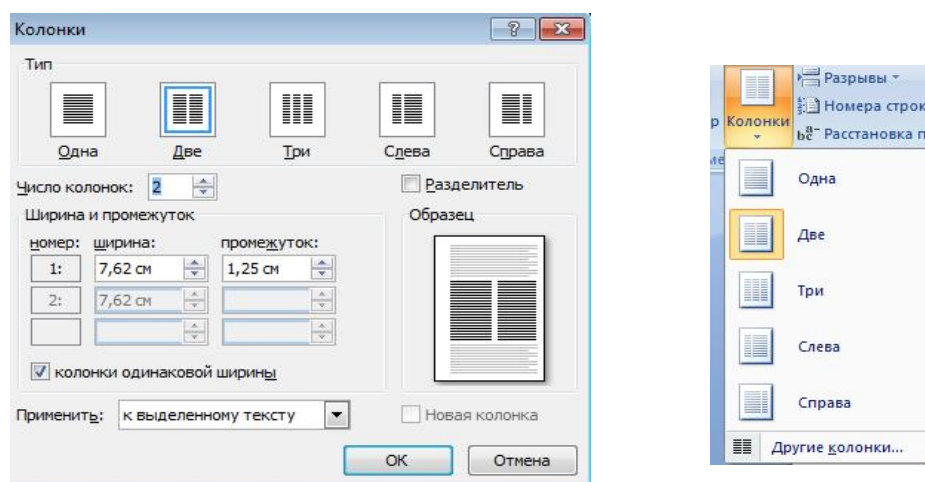 Колонки
Тип
Одна Две Три Слева Справа
Число колонок: 2 Разделитель
Ширина и промежуток Образец
номер: ширина: промежуток:
1: 7,62 см 1,25 см
2: 7,62 см
колонки одинаковой ширины
Применить: к выделенному тексту Новая колонка
ОК Отмена
Разрывы
Номера строк
Колонки Расстановка п
Одна
Две
Три
Слева
Справа
Другие колонки...